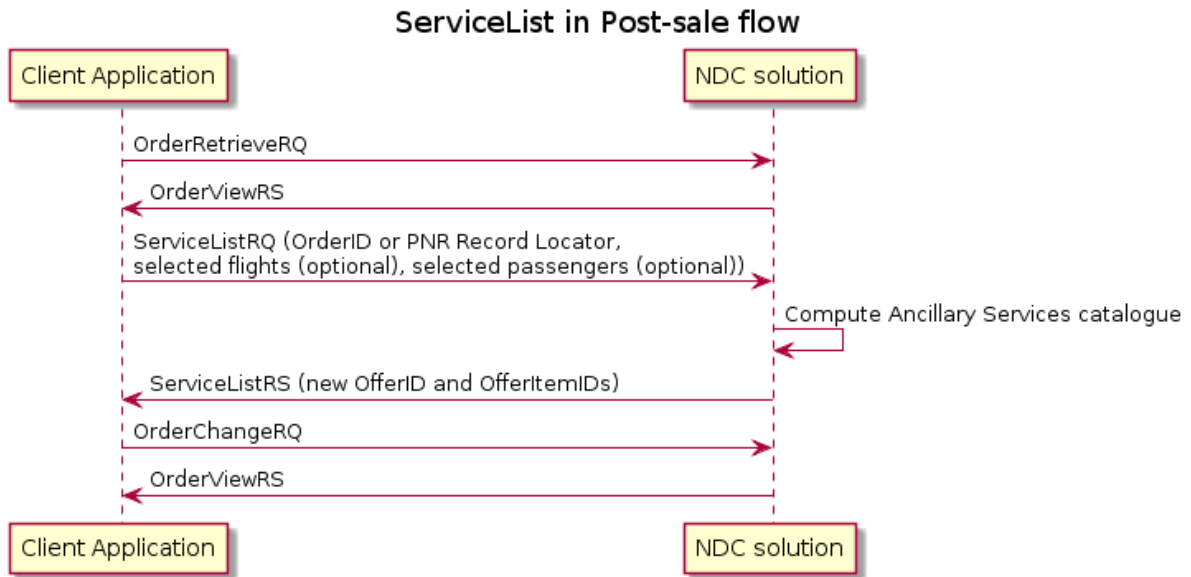 ServiceList in Post-sale flow
Client Application
NDC solution
OrderRetrieveRQ
OrderViewRS
ServiceListRQ (OrderID or PNR Record Locator,
selected flights (optional), selected passengers (optional))
Compute Ancillary Services catalogue
ServiceListRS (new OfferID and OfferItemIDs)
OrderChangeRQ
OrderViewRS
Client Application
NDC solution